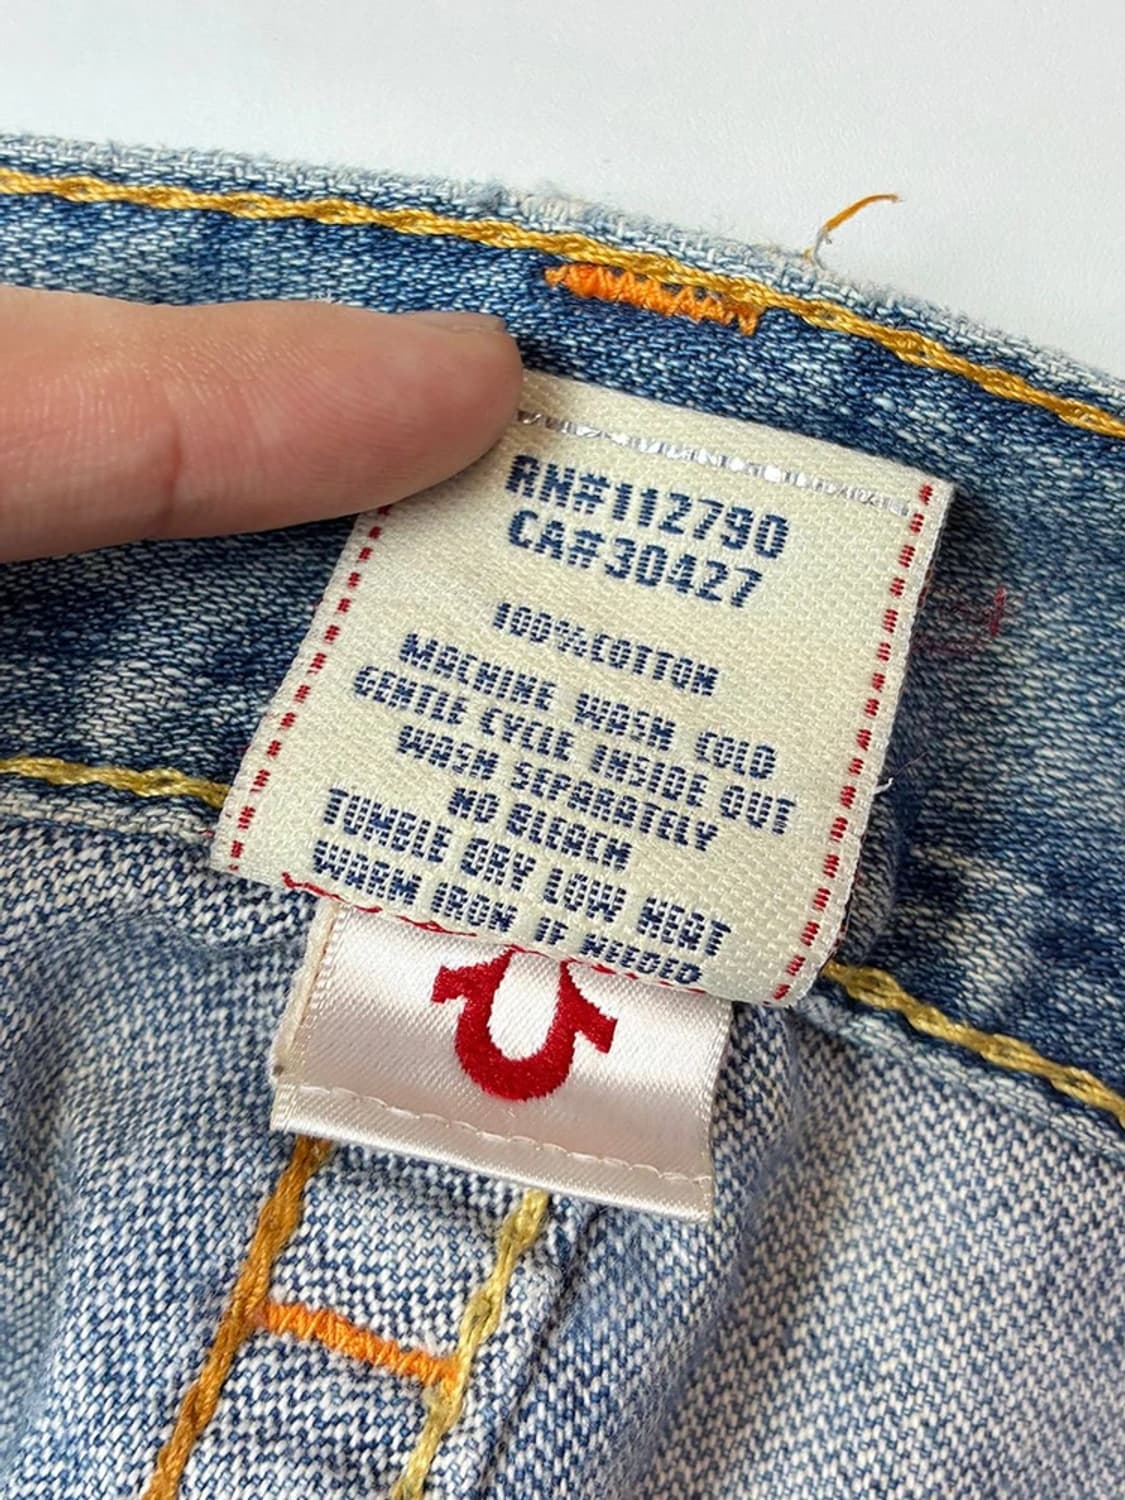 RN#112790
CA#30427
100%COTTON
MACHINE WASH COLD
GENTLE CYCLE INSIDE OUT
WASH SEPARATELY
NO BLEACH
TUMBLE DRY LOW HEAT
WARM IRON IF NEEDED